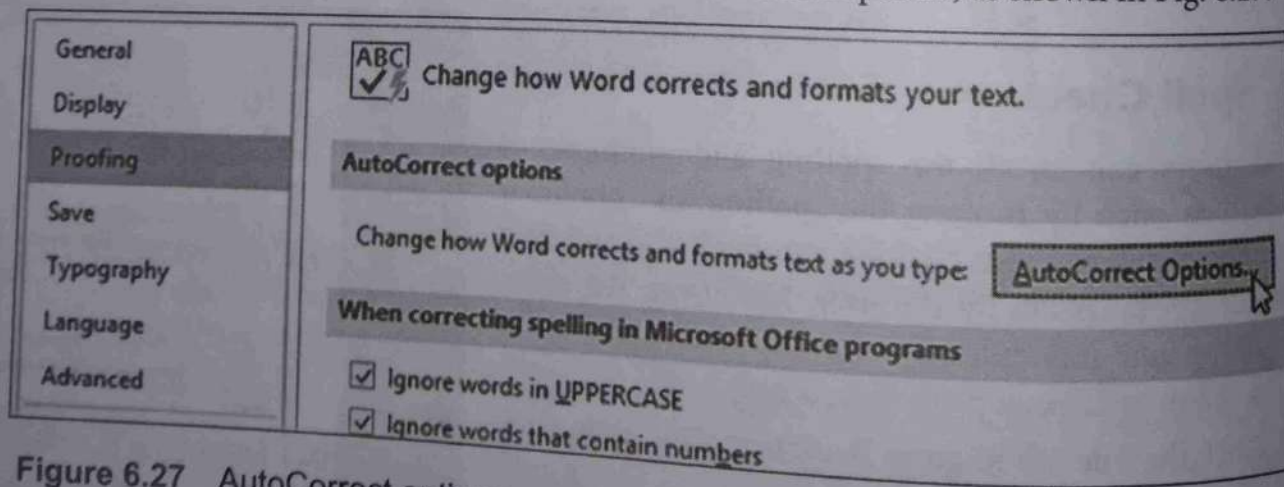 General
Display
Proofing
Save
Typography
Language
Advanced
ABC
Change how Word corrects and formats your text.
AutoCorrect options
Change how Word corrects and formats text as you type:
AutoCorrect Options...
When correcting spelling in Microsoft Office programs
Ignore words in UPPERCASE
Ignore words that contain numbers
Figure 6.27 AutoCorrect